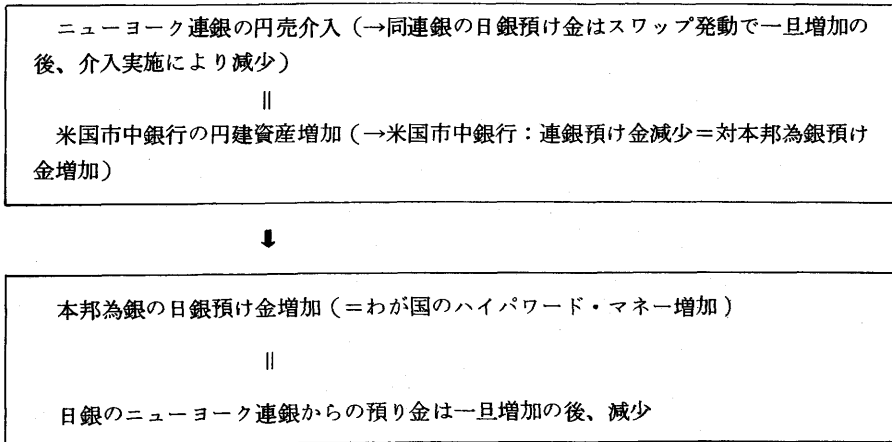 ニューヨーク連銀の円売介入(→同連銀の日銀預け金はスワップ発動で一旦増加の
後、介入実施により減少)
||
米国市中銀行の円建資産増加(→米国市中銀行:連銀預け金減少=対本邦為銀預け
金増加)
⬇
本邦為銀の日銀預け金増加(=わが国のハイパワード・マネー増加)
||
日銀のニューヨーク連銀からの預り金は一旦増加の後、減少